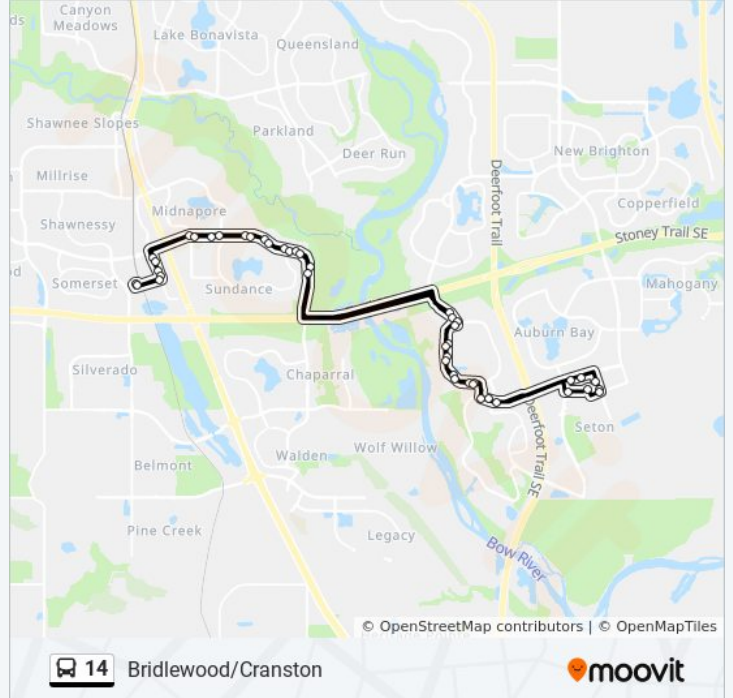 Canyon
Meadows
Lake Bonavista
Queensland
ds
Shawnee Slopes
Parkland
Deer Run
New Brighton
Millrise
Deerfoot Trail
Midnapore
Copperfield
Shawnessy
Stoney Trail SE
od
Somerset
Sundance
Mahogany
Auburn Bay
Silverado
Chaparral
Deerfoot Trail SE
Seton
Walden
Wolf Willow
Belmont
Pine Creek
Legacy
Bow River
© OpenStreetMap contributors | © OpenMapTiles
14 Bridlewood/Cranston
moovit